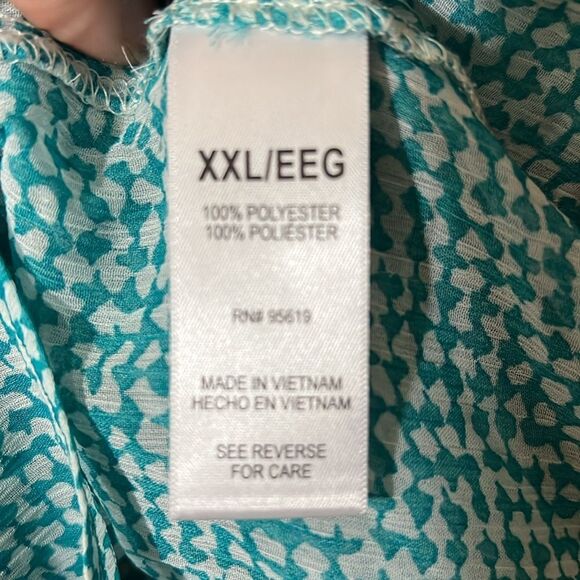 XXL/EEG
100% POLYESTER
100% POLIÉSTER
RN# 95619
MADE IN VIETNAM
HECHO EN VIETNAM
SEE REVERSE
FOR CARE